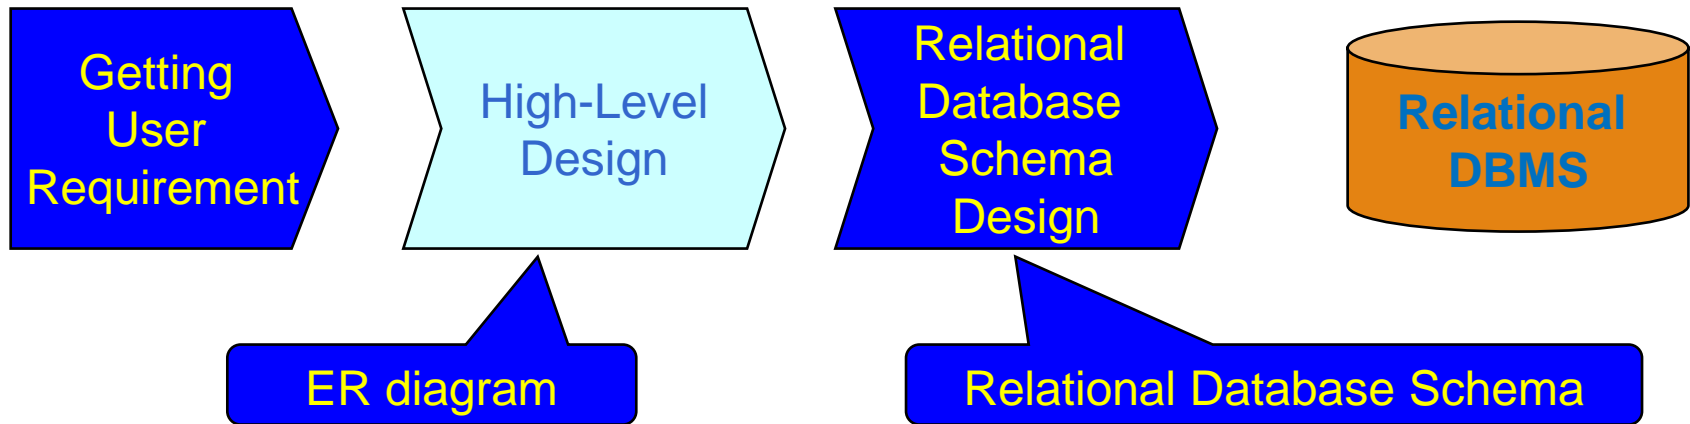 Getting
User
Requirement
High-Level
Design
Relational
Database
Schema
Design
Relational
DBMS
ER diagram
Relational Database Schema